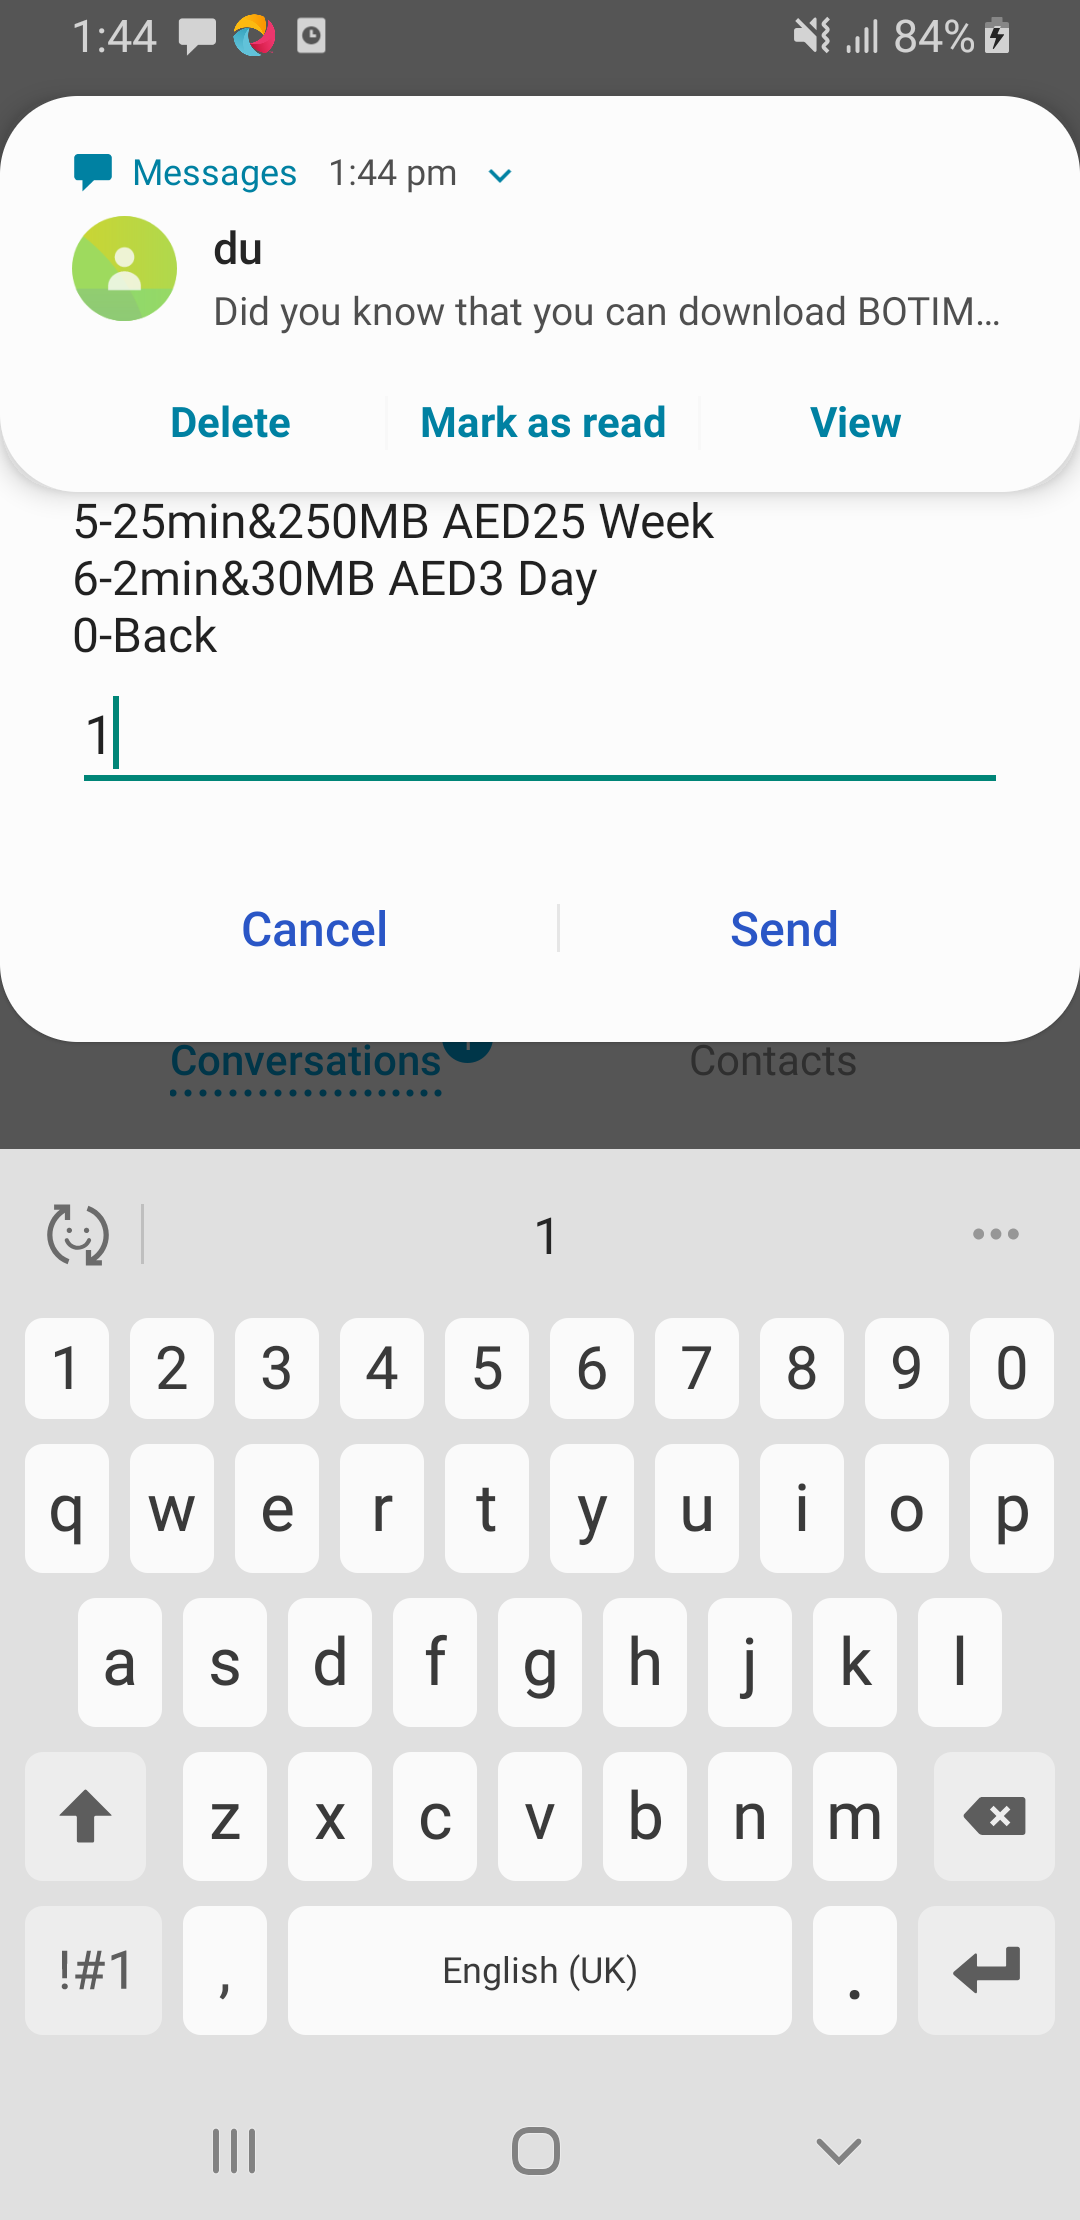 1:44 84%
Messages 1:44 pm
du
Did you know that you can download BOTIM...
Delete Mark as read View
5-25min&250MB AED25 Week
6-2min&30MB AED3 Day
0-Back
1
Cancel Send
Conversations Contacts
1
1 2 3 4 5 6 7 8 9 0
q w e r t y u i o p
a s d f g h j k l
z x c v b n m
!#1 , English (UK) .